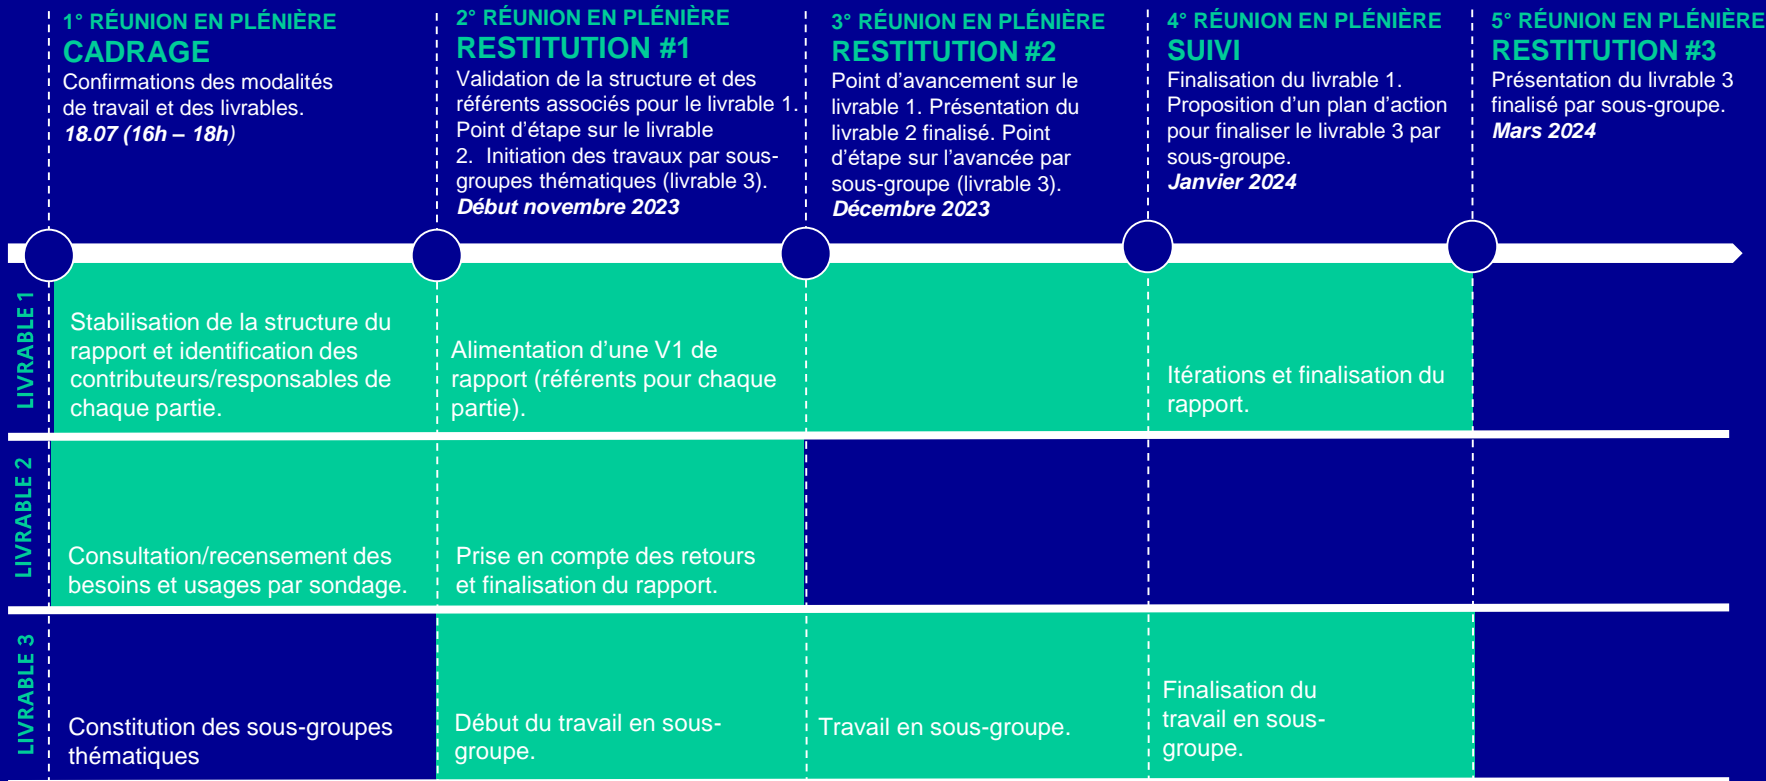 1° RÉUNION EN PLÉNIÈRE
CADRAGE
Confirmations des modalités
de travail et des livrables.
18.07 (16h – 18h)
2° RÉUNION EN PLÉNIÈRE
RESTITUTION #1
Validation de la structure et des
référents associés pour le livrable 1.
Point d’étape sur le livrable
2. Initiation des travaux par sous-
groupes thématiques (livrable 3).
Début novembre 2023
3° RÉUNION EN PLÉNIÈRE
RESTITUTION #2
Point d’avancement sur le
livrable 1. Présentation du
livrable 2 finalisé. Point
d’étape sur l’avancée par
sous-groupe (livrable 3).
Décembre 2023
4° RÉUNION EN PLÉNIÈRE
SUIVI
Finalisation du livrable 1.
Proposition d’un plan d’action
pour finaliser le livrable 3 par
sous-groupe.
Janvier 2024
5° RÉUNION EN PLÉNIÈRE
RESTITUTION #3
Présentation du livrable 3
finalisé par sous-groupe.
Mars 2024
LIVRABLE 1
Stabilisation de la structure du
rapport et identification des
contributeurs/responsables de
chaque partie.
Alimentation d’une V1 de
rapport (référents pour chaque
partie).
Itérations et finalisation du
rapport.
LIVRABLE 2
Consultation/recensement des
besoins et usages par sondage.
Prise en compte des retours
et finalisation du rapport.
LIVRABLE 3
Constitution des sous-groupes
thématiques
Début du travail en sous-
groupe.
Travail en sous-groupe.
Finalisation du
travail en sous-
groupe.